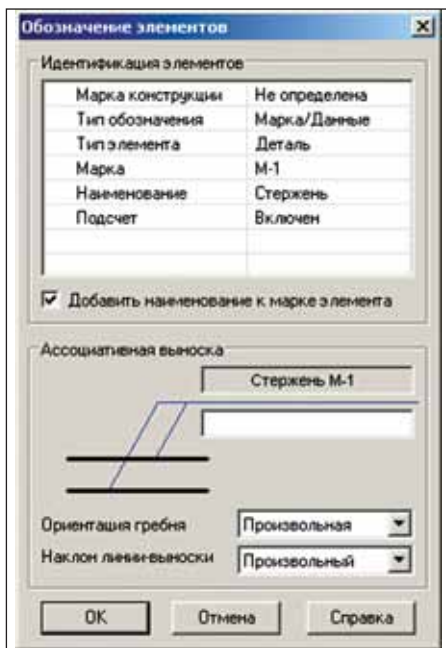 Обозначение элементов
Идентификация элементов
Марка конструкции Не определена
Тип обозначения Марка/Данные
Тип элемента Деталь
Марка М-1
Наименование Стержень
Подсчет Включен
Добавить наименование к марке элемента
Ассоциативная выноска
Стержень М-1
Ориентация гребня Произвольная
Наклон линии-выноски Произвольный
OK Отмена Справка